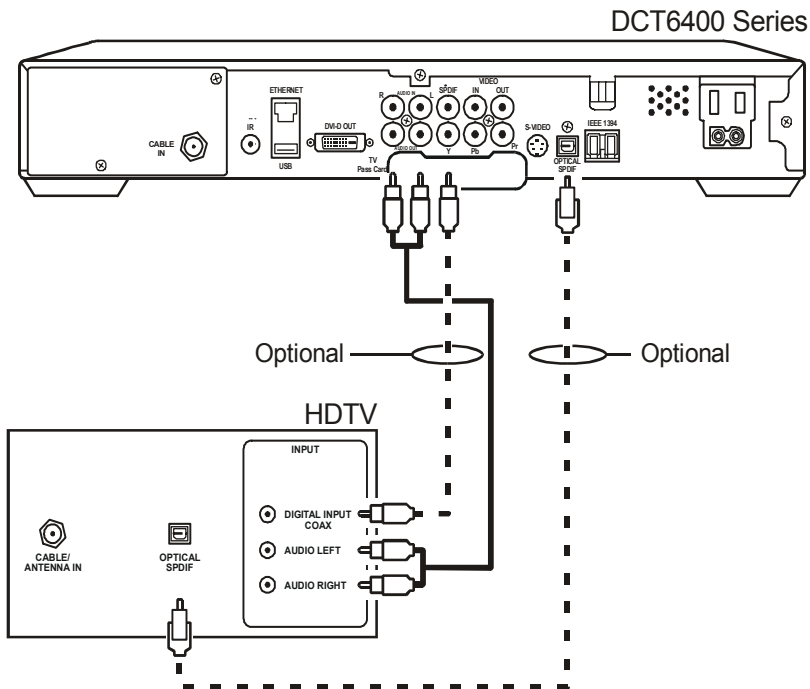 DCT6400 Series
ETHERNET
R
AUDIO IN
L
SPDIF
VIDEO
IN
OUT
IR
DVI-D OUT
S-VIDEO
IEEE 1394
CABLE
IN
USB
TV
Pass Card
AUDIO OUT
Y
Pb
Pr
OPTICAL
SPDIF
Optional
Optional
HDTV
INPUT
DIGITAL INPUT
COAX
CABLE/
ANTENNA IN
OPTICAL
SPDIF
AUDIO LEFT
AUDIO RIGHT